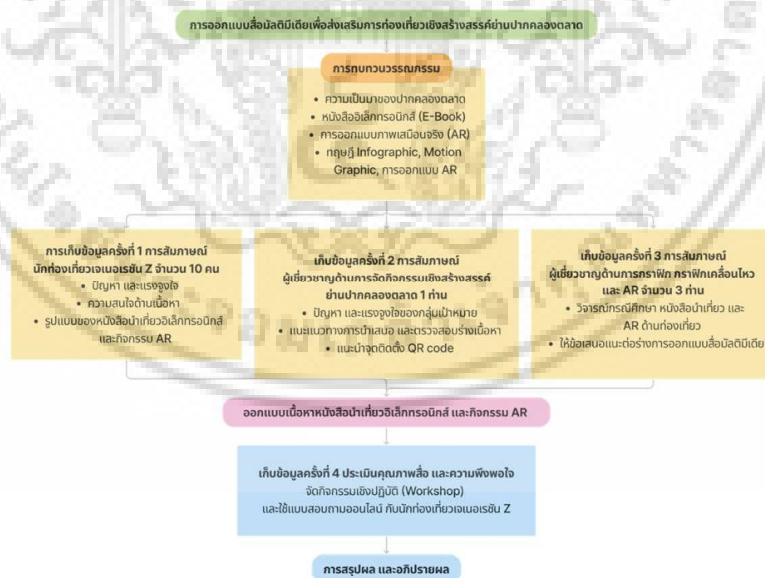 การออกแบบสื่อมัลติมีเดียเพื่อส่งเสริมการท่องเที่ยวเชิงสร้างสรรค์ย่านปากคลองตลาด
การทบทวนวรรณกรรม
• ความเป็นมาของปากคลองตลาด
• หนังสืออิเล็กทรอนิกส์ (E-Book)
• การออกแบบภาพเสมือนจริง (AR)
• ทฤษฎี Infographic, Motion
Graphic, การออกแบบ AR
การเก็บข้อมูลครั้งที่ 1 การสัมภาษณ์
นักท่องเที่ยวเจเนอเรชัน Z จำนวน 10 คน
• ปัญหา และแรงจูงใจ
• ความสนใจด้านเนื้อหา
• รูปแบบของหนังสือนำเที่ยวอิเล็กทรอนิกส์
และกิจกรรม AR
เก็บข้อมูลครั้งที่ 2 การสัมภาษณ์
ผู้เชี่ยวชาญด้านการจัดกิจกรรมเชิงสร้างสรรค์
ย่านปากคลองตลาด 1 ท่าน
• ปัญหา และแรงจูงใจของกลุ่มเป้าหมาย
• แนะแนวทางการนำเสนอ และตรวจสอบร่างเนื้อหา
• แนะนำจุดติดตั้ง QR code
เก็บข้อมูลครั้งที่ 3 การสัมภาษณ์
ผู้เชี่ยวชาญด้านการกราฟิก กราฟิกเคลื่อนไหว
และ AR จำนวน 3 ท่าน
• วิจารณ์กรณีศึกษา หนังสือนำเที่ยว และ
AR ด้านท่องเที่ยว
• ให้ข้อเสนอแนะต่อร่างการออกแบบสื่อมัลติมีเดีย
ออกแบบเนื้อหาหนังสือนำเที่ยวอิเล็กทรอนิกส์ และกิจกรรม AR
เก็บข้อมูลครั้งที่ 4 ประเมินคุณภาพสื่อ และความพึงพอใจ
จัดกิจกรรมเชิงปฏิบัติ (Workshop)
และใช้แบบสอบถามออนไลน์ กับนักท่องเที่ยวเจเนอเรชัน Z
การสรุปผล และอภิปรายผล